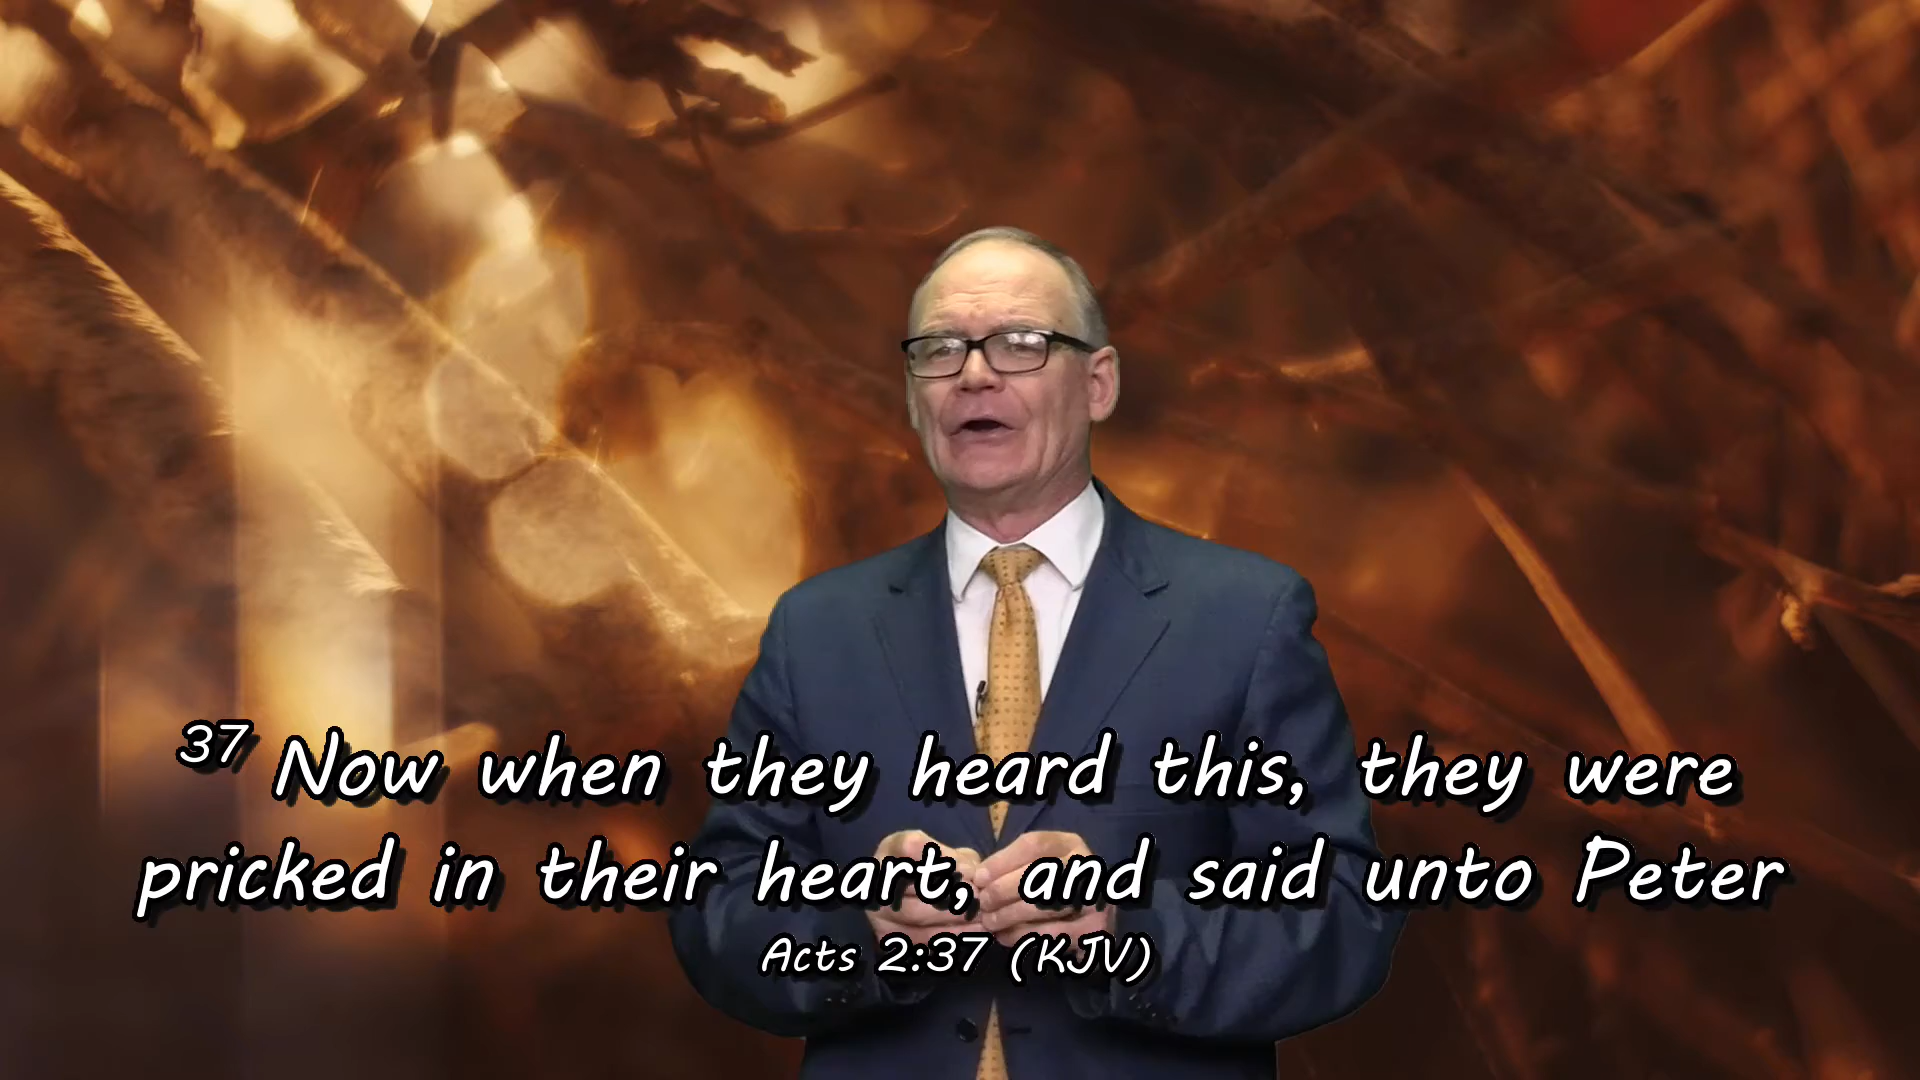 37 Now when they heard this, they were
pricked in their heart, and said unto Peter
Acts 2:37 (KJV)